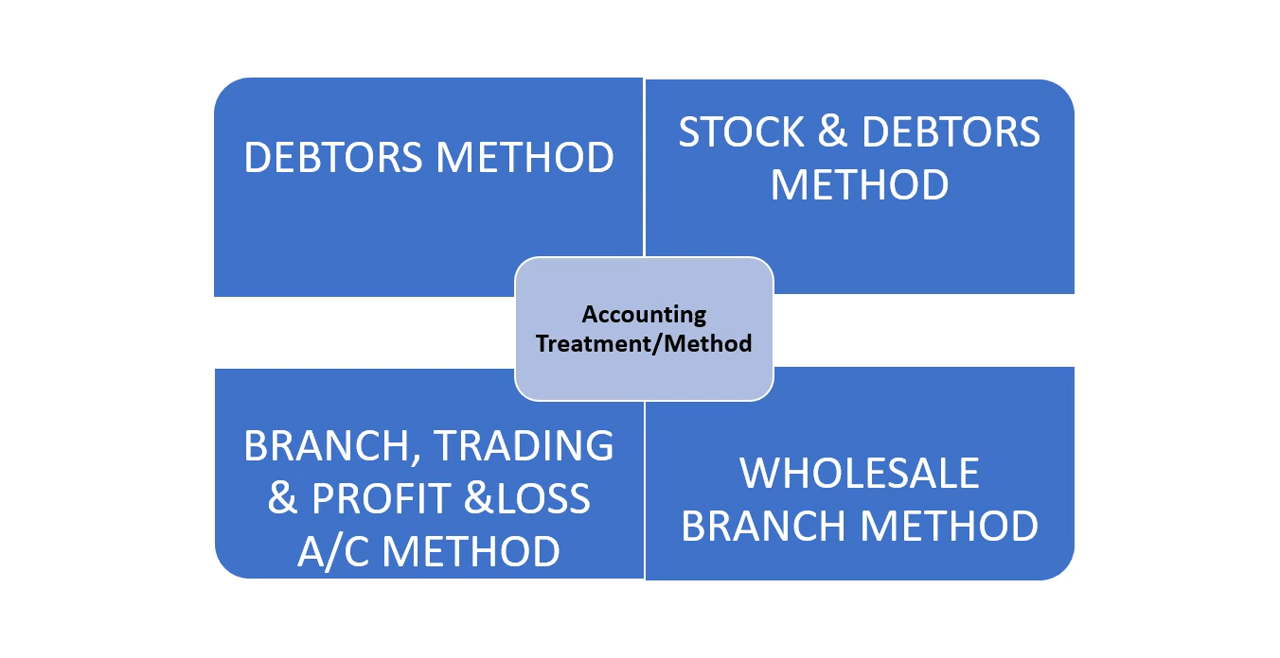 DEBTORS METHOD
STOCK & DEBTORS
METHOD
Accounting
Treatment/Method
BRANCH, TRADING
& PROFIT &LOSS
A/C METHOD
WHOLESALE
BRANCH METHOD